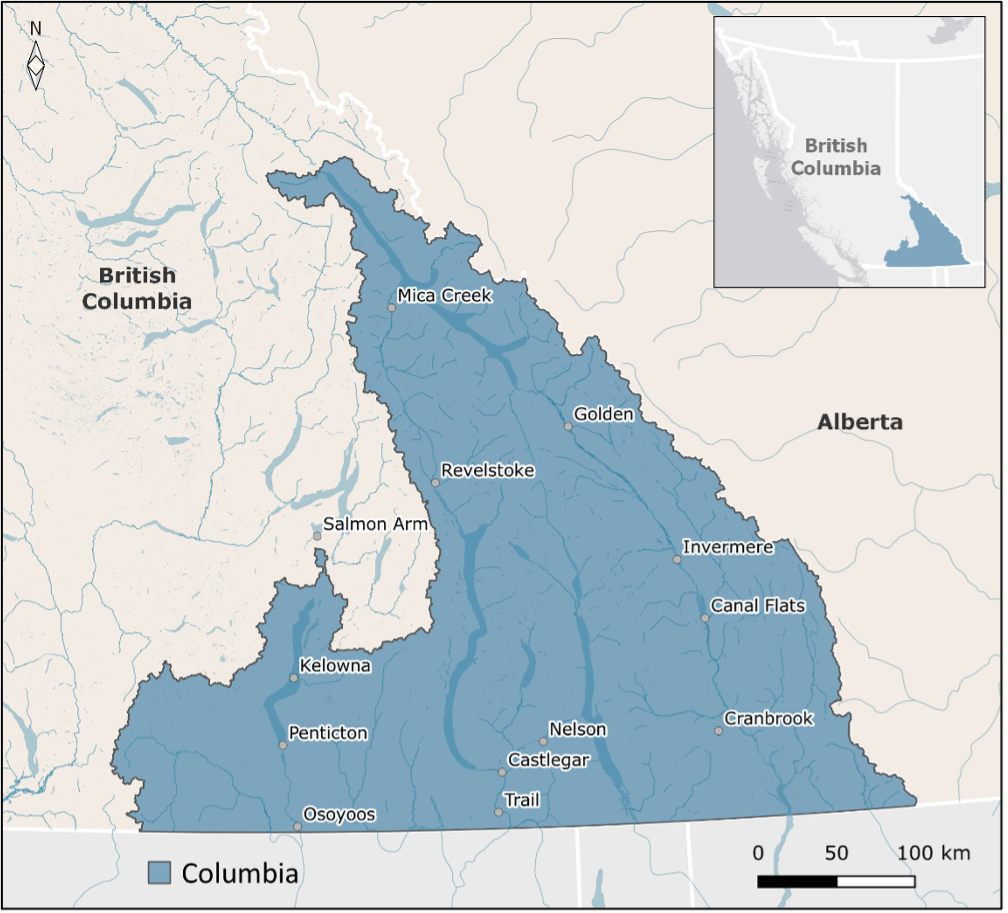 N
British
Columbia
British
Columbia
Mica Creek
Golden
Alberta
Revelstoke
Salmon Arm
Invermere
Canal Flats
Kelowna
Penticton
Nelson
Cranbrook
Castlegar
Trail
Osoyoos
Columbia
0 50 100 km